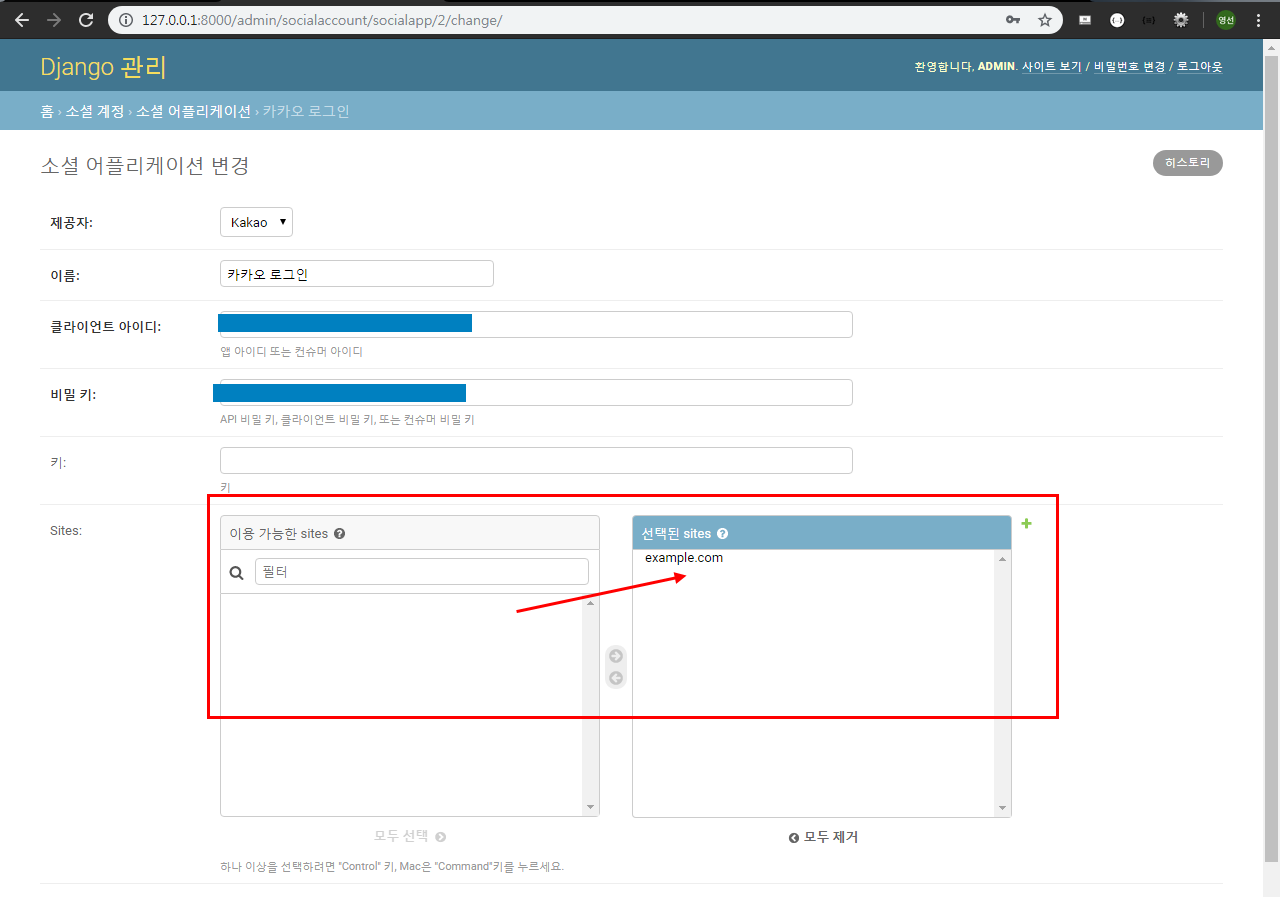 127.0.0.1:8000/admin/socialaccount/socialapp/2/change/
영선
Django 관리
환영합니다, ADMIN. 사이트 보기 / 비밀번호 변경 / 로그아웃
홈 › 소셜 계정 › 소셜 어플리케이션 › 카카오 로그인
소셜 어플리케이션 변경
히스토리
제공자:
Kakao
이름:
카카오 로그인
클라이언트 아이디:
앱 아이디 또는 컨슈머 아이디
비밀 키:
API 비밀 키, 클라이언트 비밀 키, 또는 컨슈머 비밀 키
키:
키
Sites:
이용 가능한 sites
선택된 sites
필터
example.com
모두 선택
모두 제거
하나 이상을 선택하려면 "Control" 키, Mac은 "Command"키를 누르세요.